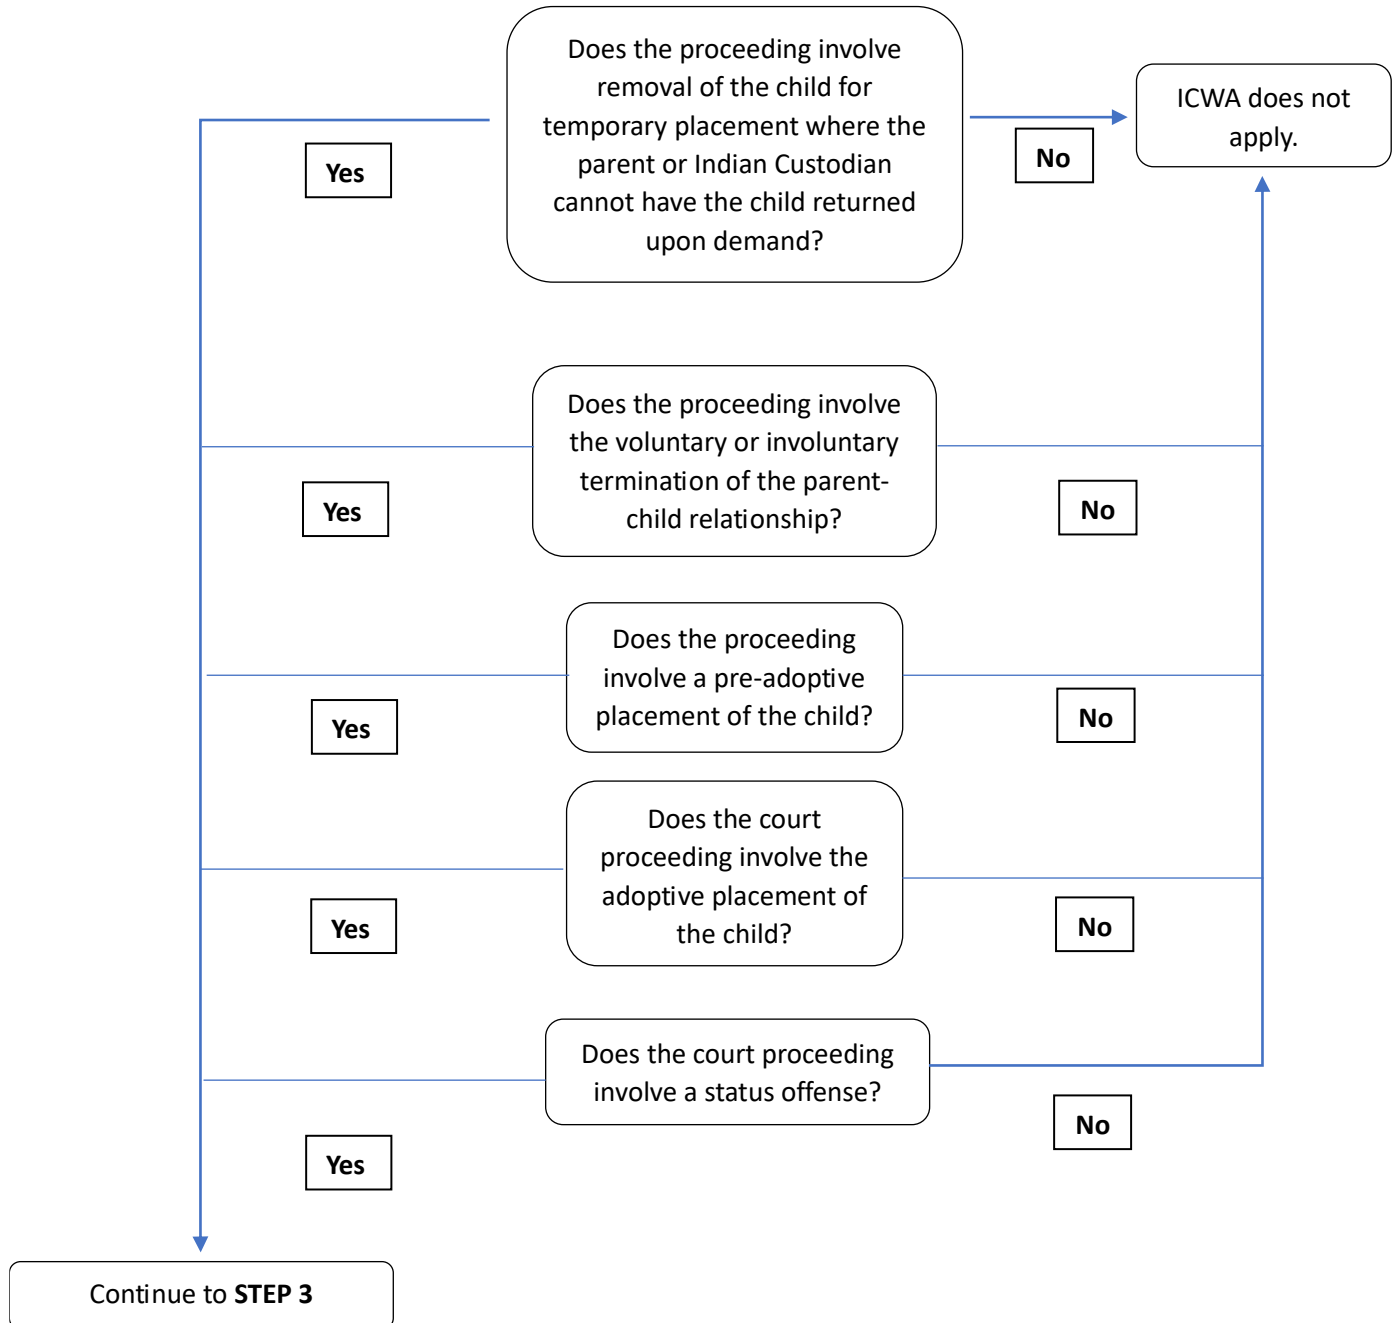 Does the proceeding involve
removal of the child for
temporary placement where the
parent or Indian Custodian
cannot have the child returned
upon demand?
ICWA does not
apply.
Yes
No
Does the proceeding involve
the voluntary or involuntary
termination of the parent-
child relationship?
Yes
No
Does the proceeding
involve a pre-adoptive
placement of the child?
Yes
No
Does the court
proceeding involve the
adoptive placement of
the child?
Yes
No
Does the court proceeding
involve a status offense?
Yes
No
Continue to STEP 3